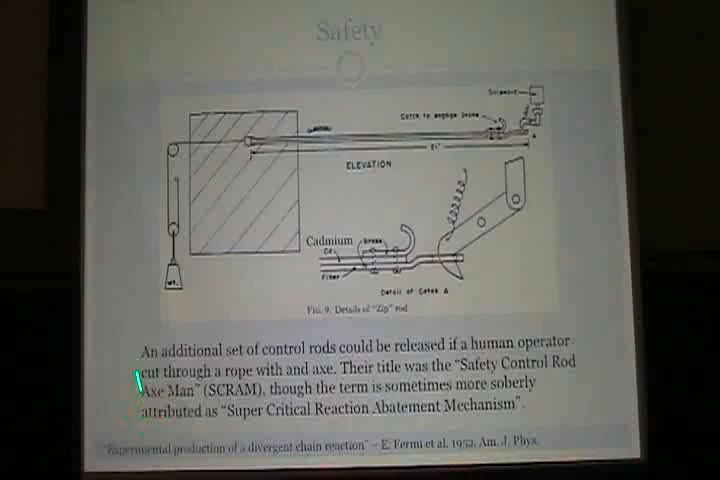 Safety
Solenoid
Catch to engage snake
ELEVATION
Cadmium
Cd.
Fiber
Detail of Catch A
WT.
FIG. 9. Details of "Zip" rod
An additional set of control rods could be released if a human operator
cut through a rope with and axe. Their title was the "Safety Control Rod
Axe Man" (SCRAM), though the term is sometimes more soberly
attributed as "Super Critical Reaction Abatement Mechanism".
"Experimental production of a divergent chain reaction" – E. Fermi et al. 1952, Am. J. Phys.